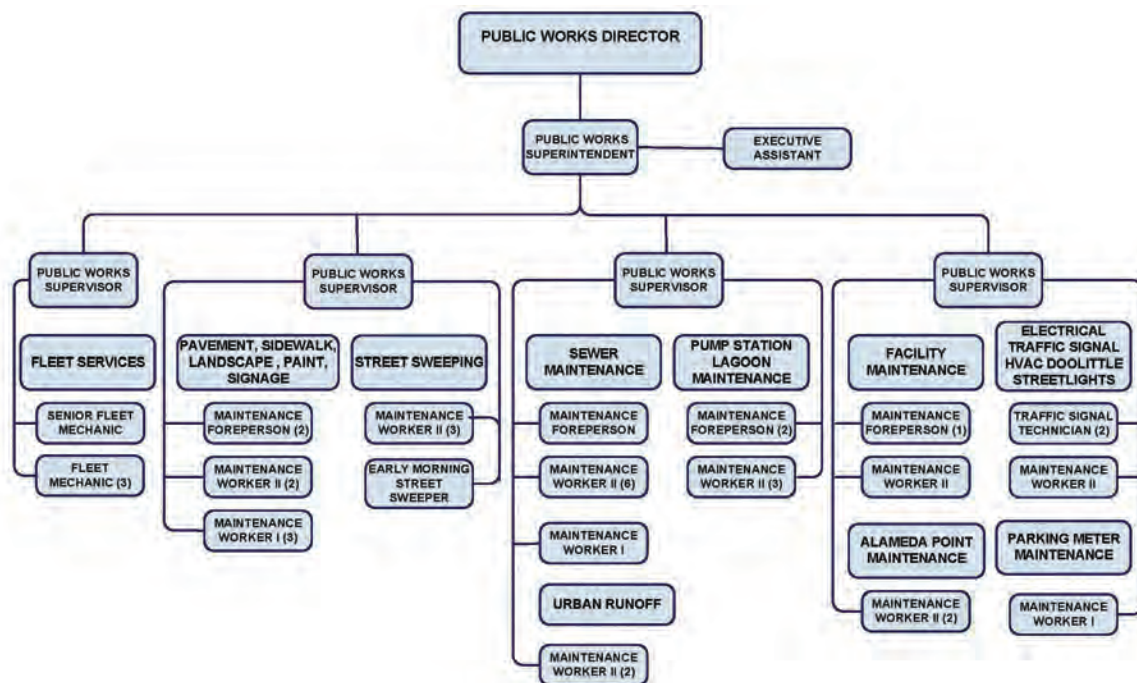 PUBLIC WORKS DIRECTOR
PUBLIC WORKS
SUPERINTENDENT
EXECUTIVE
ASSISTANT
PUBLIC WORKS
SUPERVISOR
PUBLIC WORKS
SUPERVISOR
PUBLIC WORKS
SUPERVISOR
PUBLIC WORKS
SUPERVISOR
FLEET SERVICES
SENIOR FLEET
MECHANIC
FLEET
MECHANIC (3)
PAVEMENT, SIDEWALK,
LANDSCAPE , PAINT,
SIGNAGE
MAINTENANCE
FOREPERSON (2)
MAINTENANCE
WORKER II (2)
MAINTENANCE
WORKER I (3)
STREET SWEEPING
MAINTENANCE
WORKER II (3)
EARLY MORNING
STREET
SWEEPER
SEWER
MAINTENANCE
MAINTENANCE
FOREPERSON
MAINTENANCE
WORKER II (6)
MAINTENANCE
WORKER I
URBAN RUNOFF
MAINTENANCE
WORKER II (2)
PUMP STATION
LAGOON
MAINTENANCE
MAINTENANCE
FOREPERSON (2)
MAINTENANCE
WORKER II (3)
FACILITY
MAINTENANCE
MAINTENANCE
FOREPERSON (1)
MAINTENANCE
WORKER II
ALAMEDA POINT
MAINTENANCE
MAINTENANCE
WORKER II (2)
ELECTRICAL
TRAFFIC SIGNAL
HVAC DOOLITTLE
STREETLIGHTS
TRAFFIC SIGNAL
TECHNICIAN (2)
MAINTENANCE
WORKER II
PARKING METER
MAINTENANCE
MAINTENANCE
WORKER I